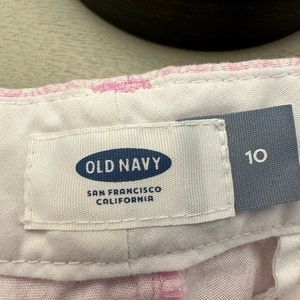 OLD NAVY
SAN FRANCISCO
CALIFORNIA
10